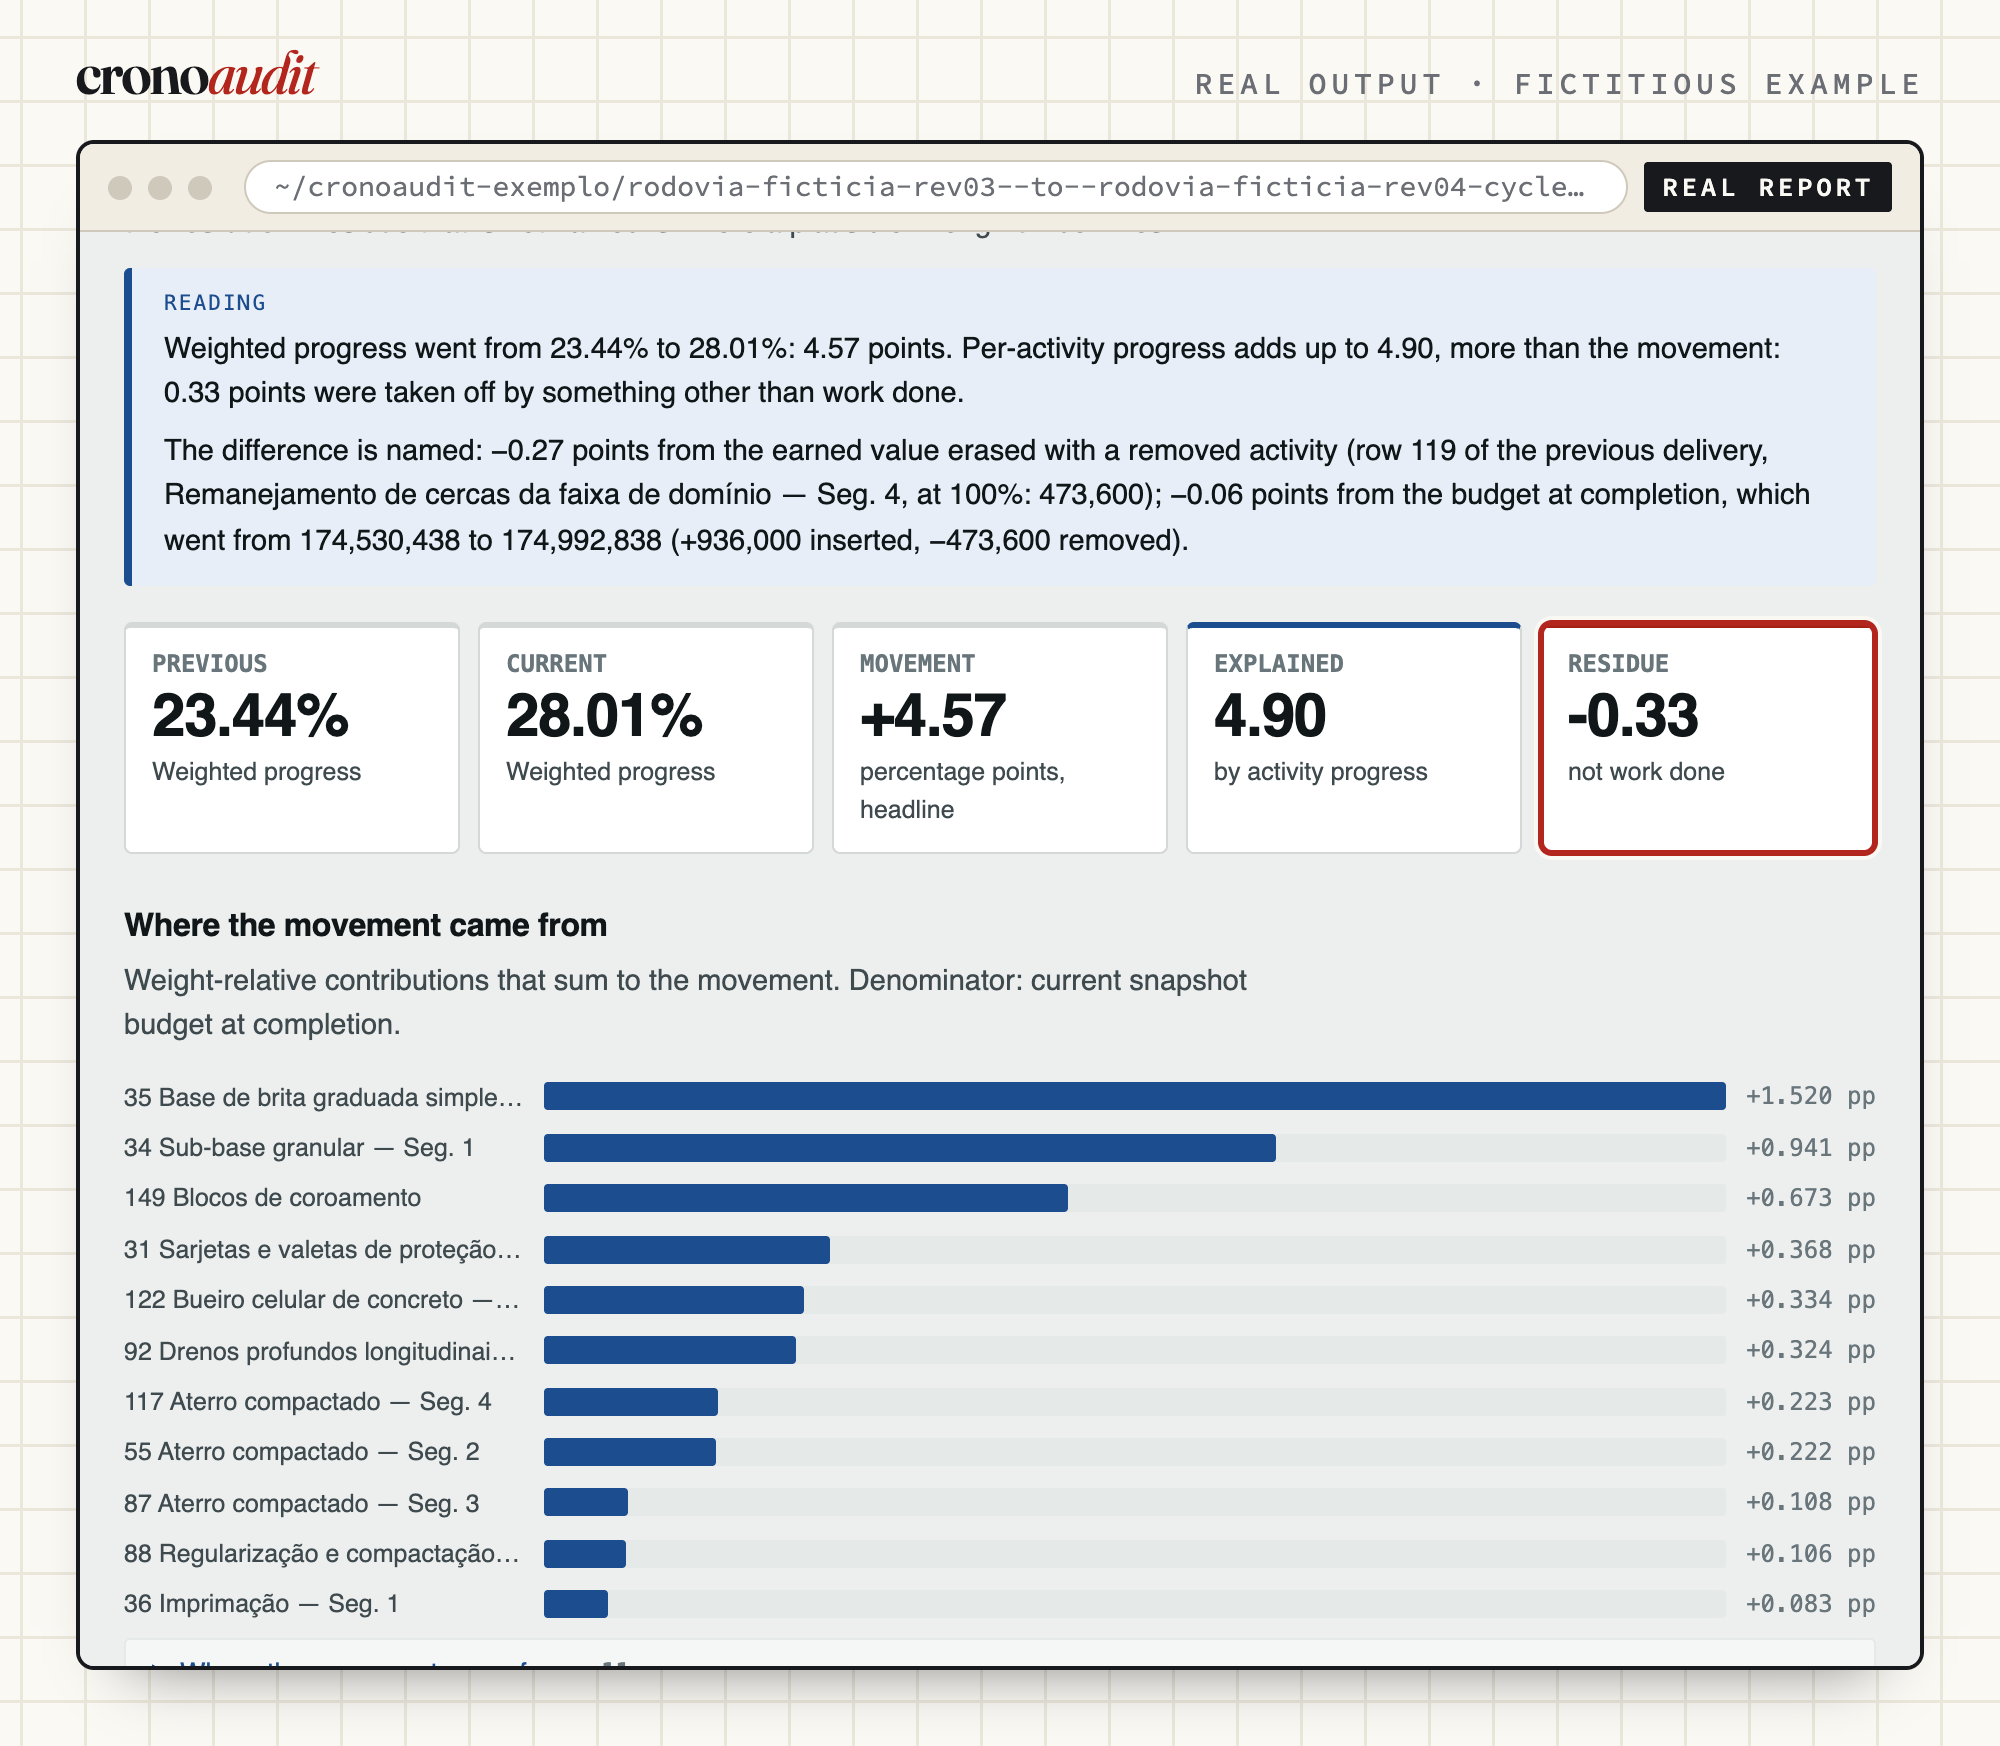 cronoaudit
REAL OUTPUT · FICTITIOUS EXAMPLE
~/cronoaudit-exemplo/rodovia-ficticia-rev03--to--rodovia-ficticia-rev04-cycle…
REAL REPORT
READING
Weighted progress went from 23.44% to 28.01%: 4.57 points. Per-activity progress adds up to 4.90, more than the movement:
0.33 points were taken off by something other than work done.
The difference is named: −0.27 points from the earned value erased with a removed activity (row 119 of the previous delivery,
Remanejamento de cercas da faixa de domínio — Seg. 4, at 100%: 473,600); −0.06 points from the budget at completion, which
went from 174,530,438 to 174,992,838 (+936,000 inserted, −473,600 removed).
PREVIOUS
23.44%
Weighted progress
CURRENT
28.01%
Weighted progress
MOVEMENT
+4.57
percentage points,
headline
EXPLAINED
4.90
by activity progress
RESIDUE
-0.33
not work done
Where the movement came from
Weight-relative contributions that sum to the movement. Denominator: current snapshot
budget at completion.
35 Base de brita graduada simple… +1.520 pp
34 Sub-base granular — Seg. 1 +0.941 pp
149 Blocos de coroamento +0.673 pp
31 Sarjetas e valetas de proteção… +0.368 pp
122 Bueiro celular de concreto —… +0.334 pp
92 Drenos profundos longitudinai… +0.324 pp
117 Aterro compactado — Seg. 4 +0.223 pp
55 Aterro compactado — Seg. 2 +0.222 pp
87 Aterro compactado — Seg. 3 +0.108 pp
88 Regularização e compactação… +0.106 pp
36 Imprimação — Seg. 1 +0.083 pp